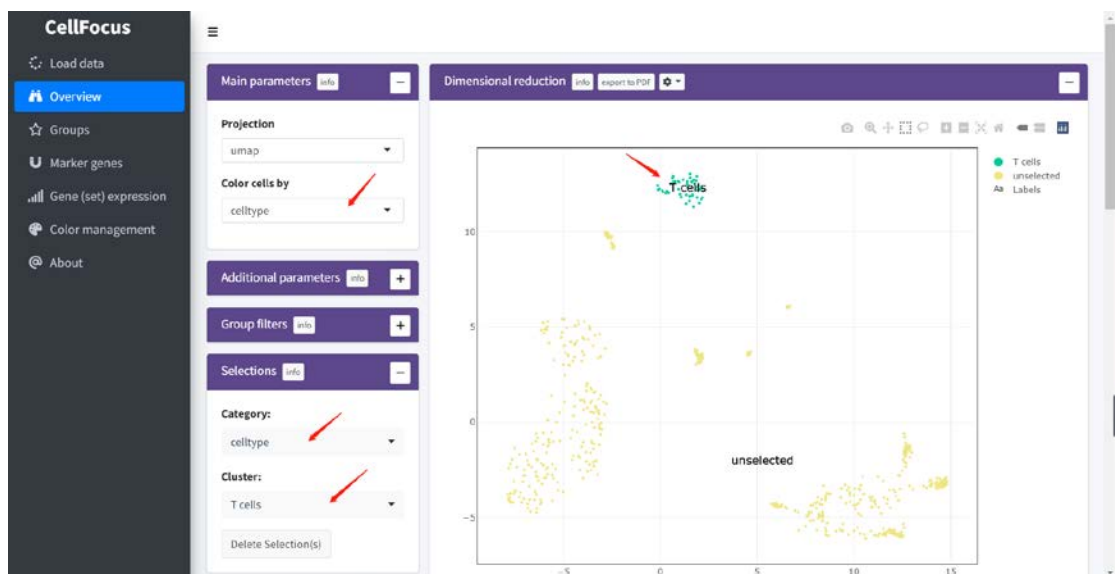 CellFocus
Load data
Overview
Groups
Marker genes
Gene (set) expression
Color management
About
Main parameters info
Projection
umap
Color cells by
celltype
Additional parameters info
Group filters info
Selections info
Category:
celltype
Cluster:
T cells
Delete Selection(s)
Dimensional reduction info export to PDF
T cells
unselected
Aa Labels
T cells
unselected
10
5
0
−5
−5 0 5 10 15